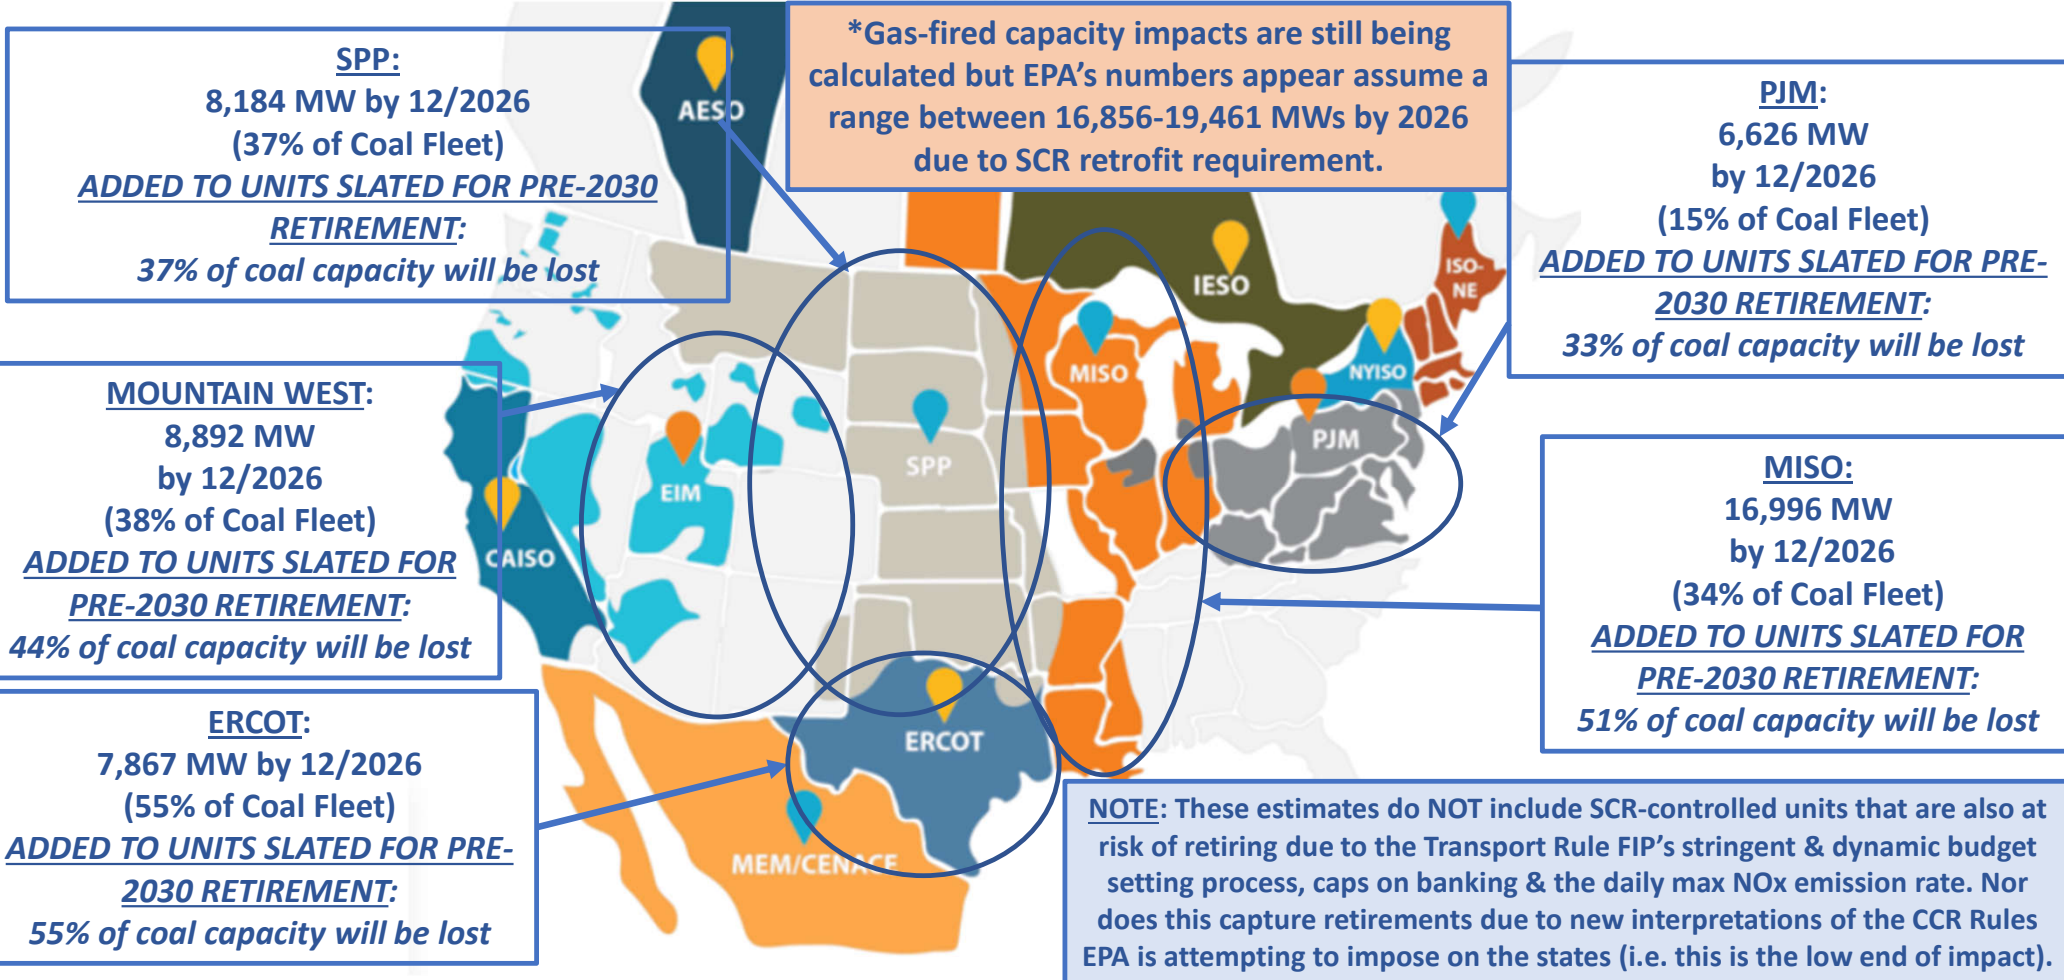 SPP:
8,184 MW by 12/2026
(37% of Coal Fleet)
ADDED TO UNITS SLATED FOR PRE-2030
RETIREMENT:
37% of coal capacity will be lost
*Gas-fired capacity impacts are still being
calculated but EPA's numbers appear assume a
range between 16,856-19,461 MWs by 2026
due to SCR retrofit requirement.
PJM:
6,626 MW
by 12/2026
(15% of Coal Fleet)
ADDED TO UNITS SLATED FOR PRE-
2030 RETIREMENT:
33% of coal capacity will be lost
MOUNTAIN WEST:
8,892 MW
by 12/2026
(38% of Coal Fleet)
ADDED TO UNITS SLATED FOR
PRE-2030 RETIREMENT:
44% of coal capacity will be lost
MISO:
16,996 MW
by 12/2026
(34% of Coal Fleet)
ADDED TO UNITS SLATED FOR
PRE-2030 RETIREMENT:
51% of coal capacity will be lost
ERCOT:
7,867 MW by 12/2026
(55% of Coal Fleet)
ADDED TO UNITS SLATED FOR PRE-
2030 RETIREMENT:
55% of coal capacity will be lost
NOTE: These estimates do NOT include SCR-controlled units that are also at
risk of retiring due to the Transport Rule FIP's stringent & dynamic budget
setting process, caps on banking & the daily max NOx emission rate. Nor
does this capture retirements due to new interpretations of the CCR Rules
EPA is attempting to impose on the states (i.e. this is the low end of impact).
AESO
IESO
ISO-
NE
MISO
NYISO
PJM
SPP
EIM
CAISO
ERCOT
MEM/CENACE